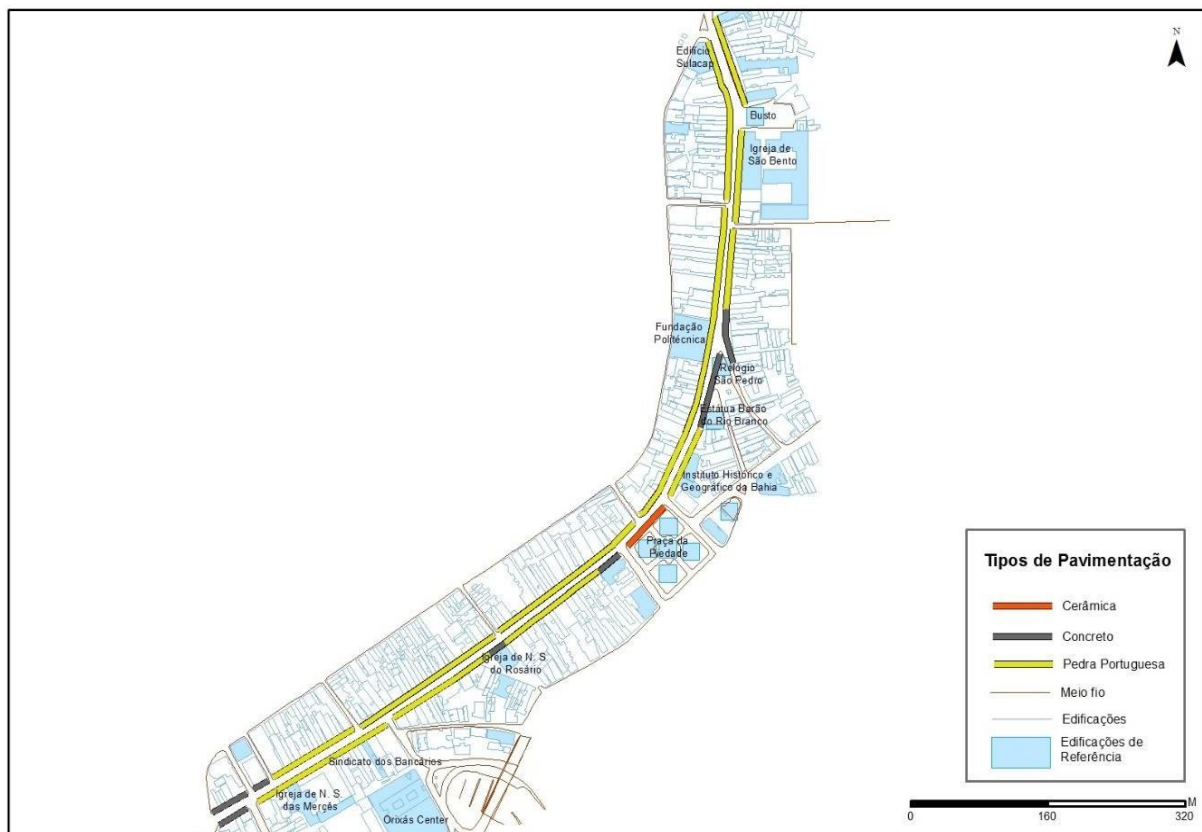 N
Edifício
Sulacap
Busto
Igreja de
São Bento
Fundação
Politécnica
Relógio
São Pedro
Estátua Barão
do Rio Branco
Instituto Histórico e
Geográfico da Bahia
Praça da
Piedade
Igreja de N. S.
do Rosário
Sindicato dos Bancários
Igreja de N. S.
das Merçês
Orixás Center
Tipos de Pavimentação
Cerâmica
Concreto
Pedra Portuguesa
Meio fio
Edificações
Edificações de
Referência
M
0 160 320